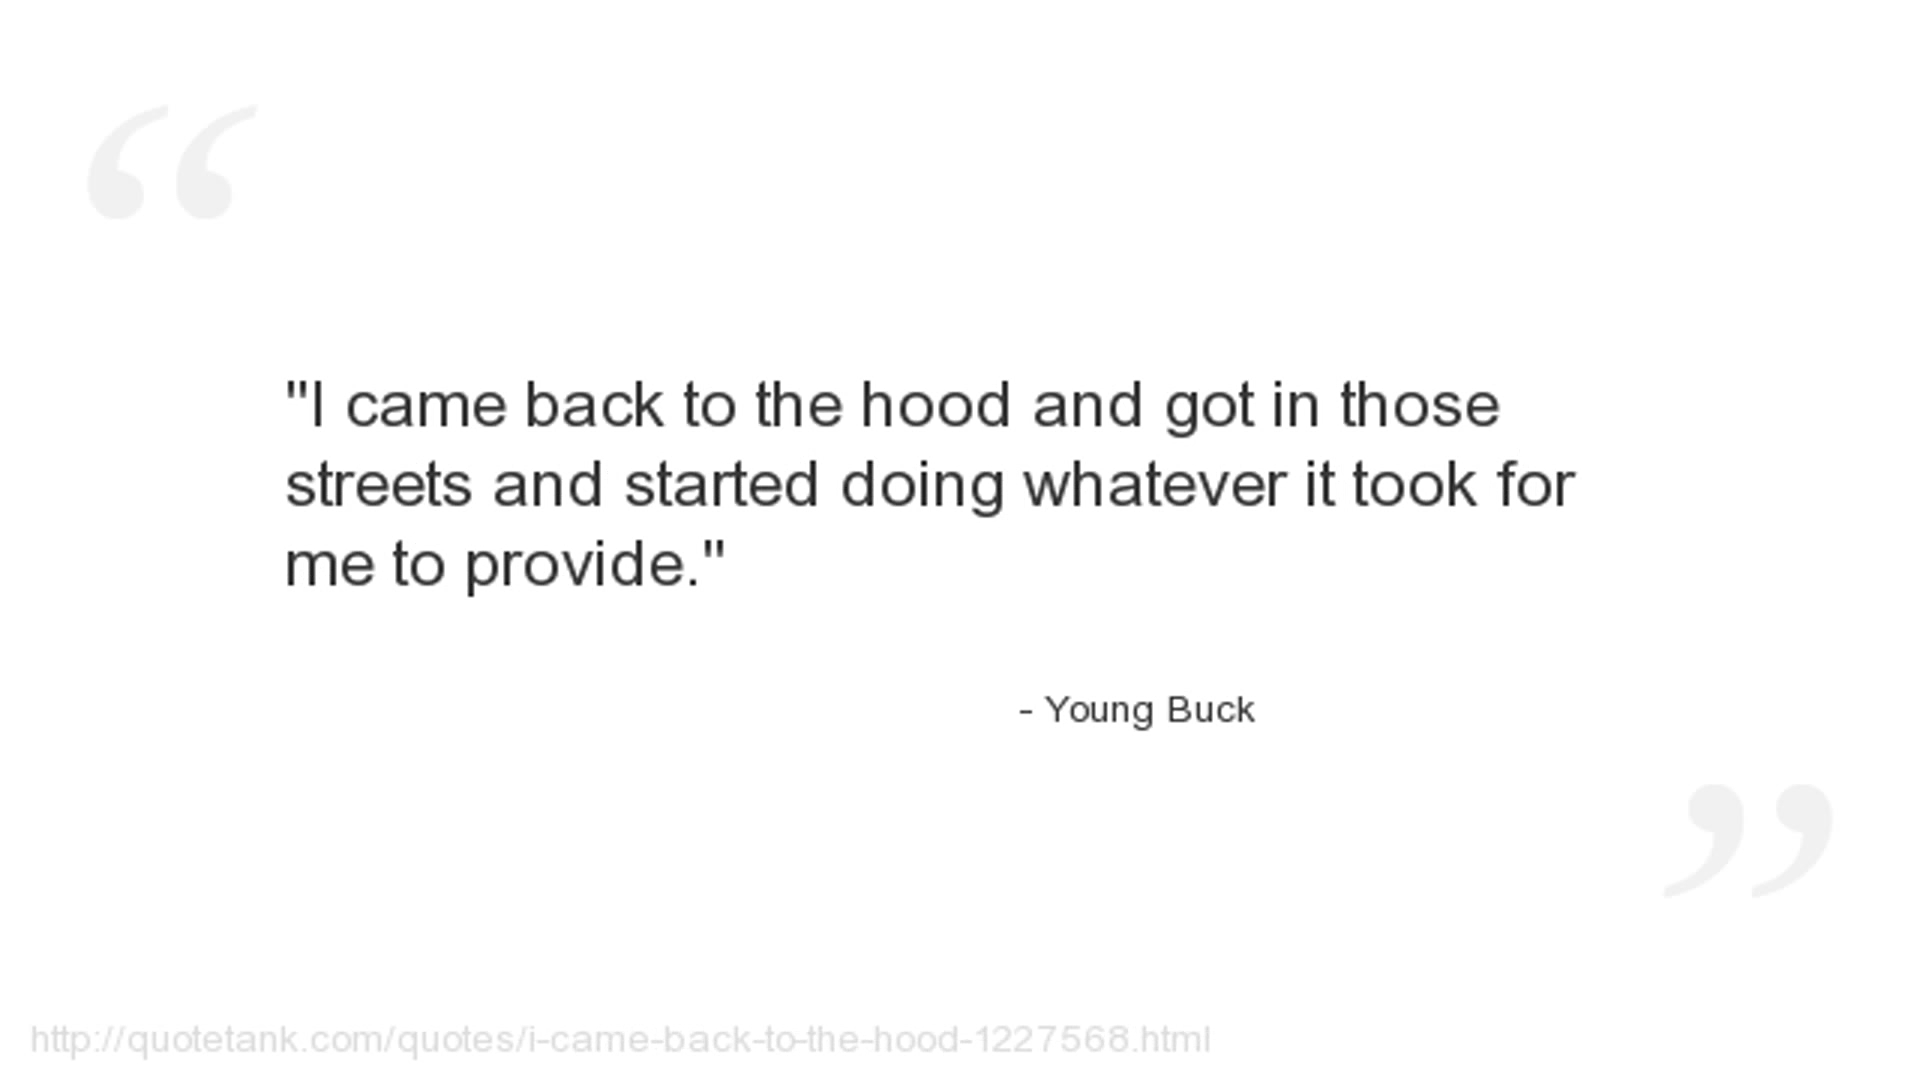 "I came back to the hood and got in those
streets and started doing whatever it took for
me to provide."
- Young Buck
http://quotetank.com/quotes/i-came-back-to-the-hood-1227568.html